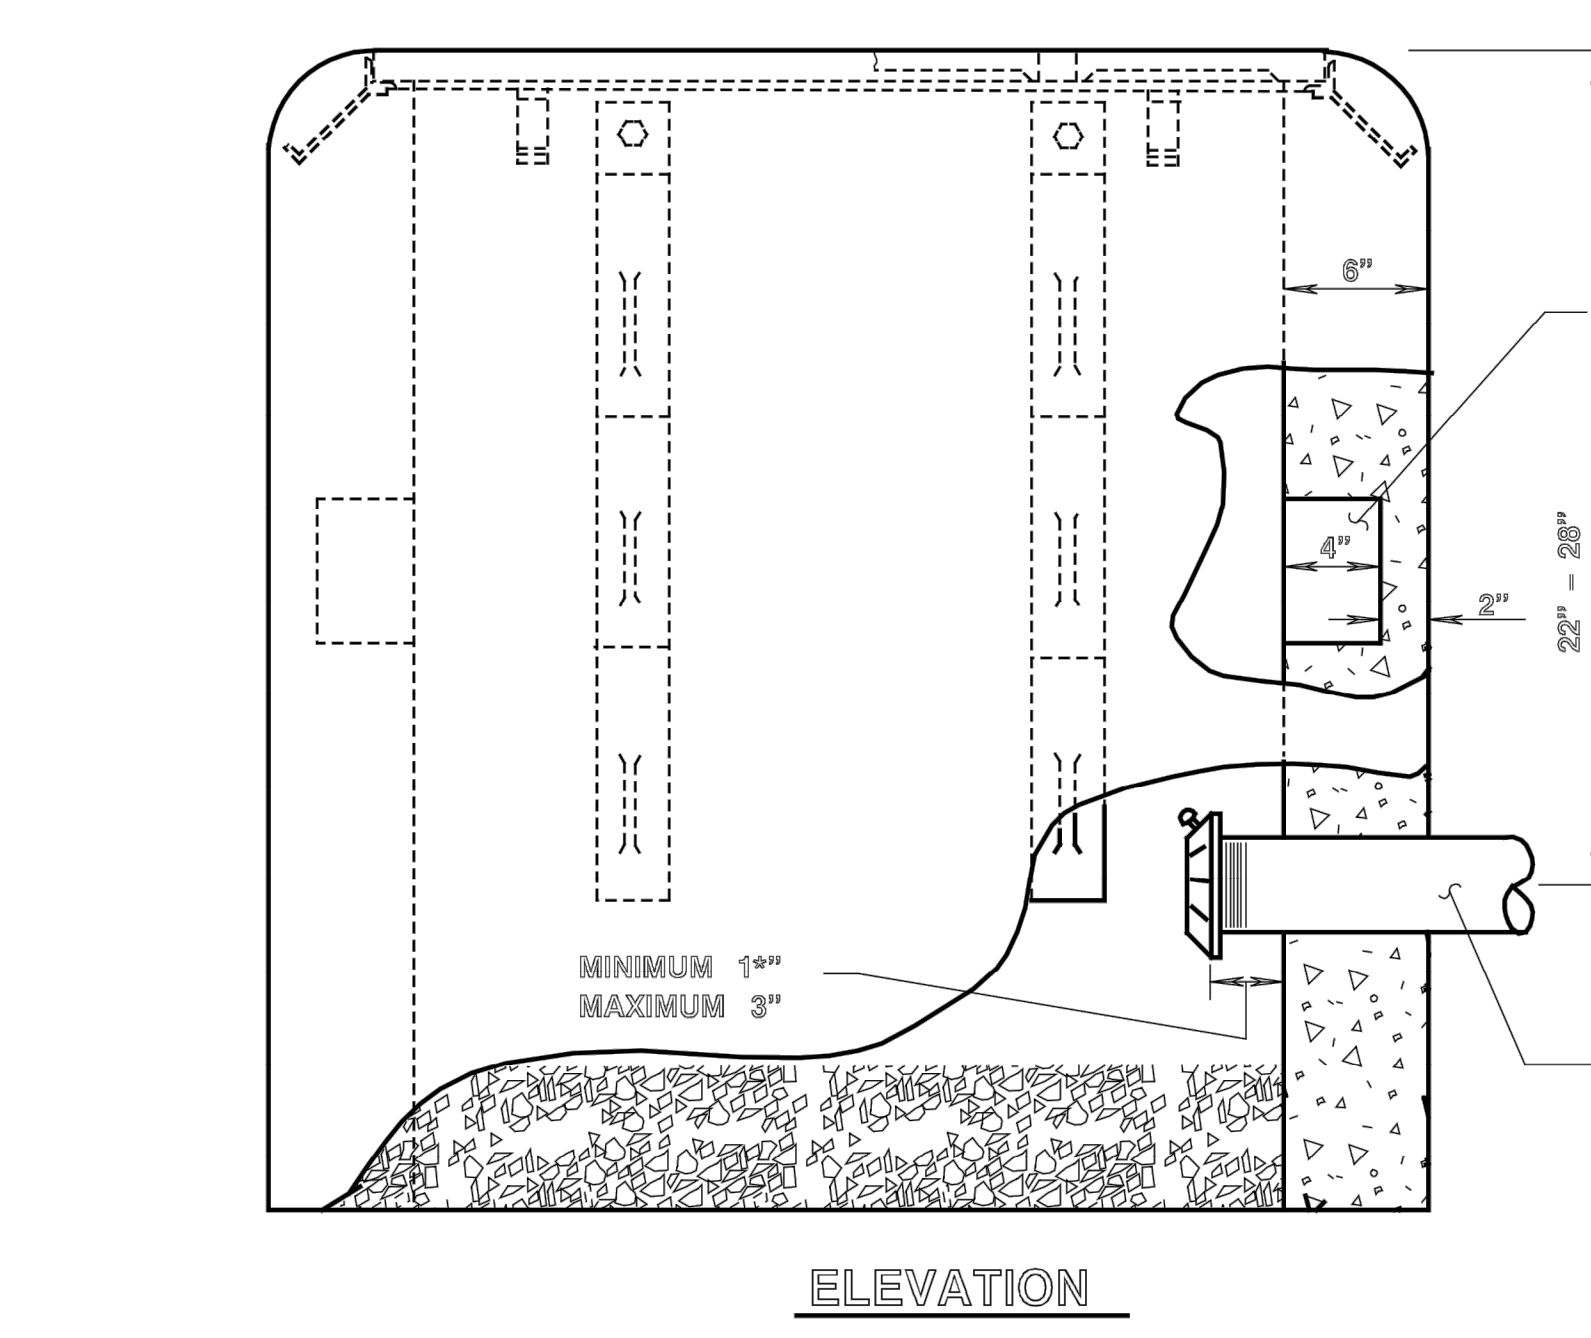 6”
4”
2”
22” – 28”
MINIMUM 1*”
MAXIMUM 3”
ELEVATION